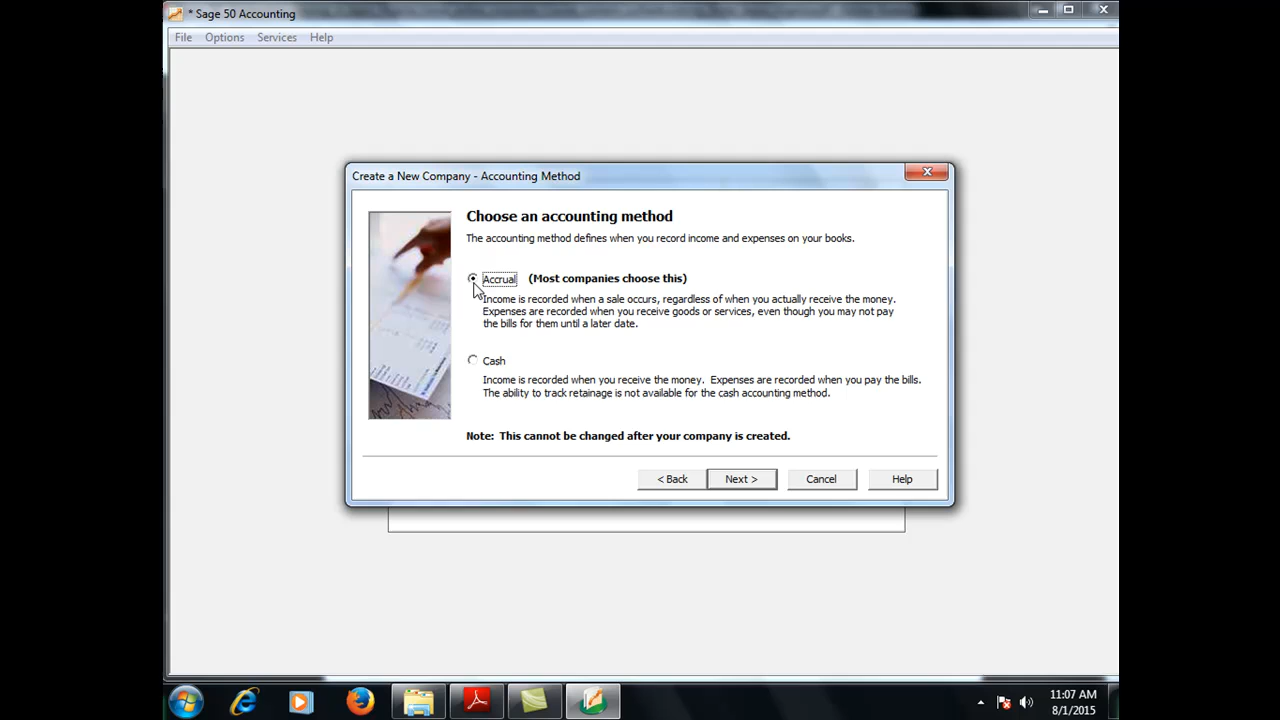 * Sage 50 Accounting
File Options Services Help
Create a New Company - Accounting Method
Choose an accounting method
The accounting method defines when you record income and expenses on your books.
Accrual (Most companies choose this)
Income is recorded when a sale occurs, regardless of when you actually receive the money.
Expenses are recorded when you receive goods or services, even though you may not pay
the bills for them until a later date.
Cash
Income is recorded when you receive the money. Expenses are recorded when you pay the bills.
The ability to track retainage is not available for the cash accounting method.
Note: This cannot be changed after your company is created.
< Back Next > Cancel Help
11:07 AM
8/1/2015